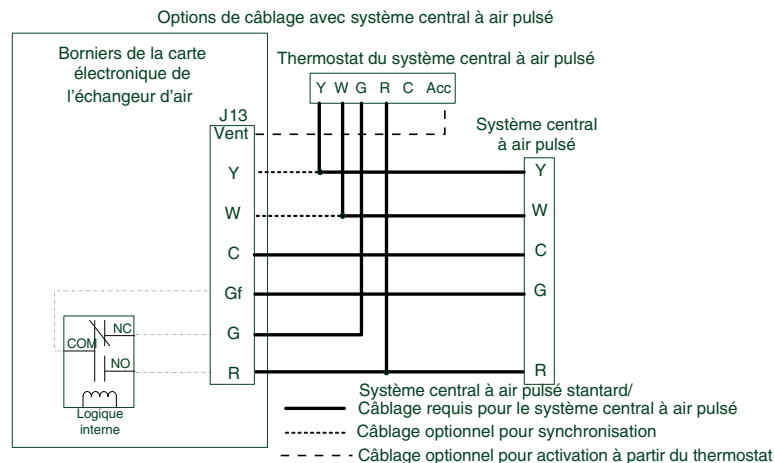 Options de câblage avec système central à air pulsé
Borniers de la carte
électronique de
l'échangeur d'air
Thermostat du système central à air pulsé
Y W G R C Acc
J13
Vent
Y
W
C
Gf
G
R
Système central
à air pulsé
Y
W
C
G
R
NC
COM
NO
Logique
interne
Système central à air pulsé stantard/
Câblage requis pour le système central à air pulsé
Câblage optionnel pour synchronisation
Câblage optionnel pour activation à partir du thermostat